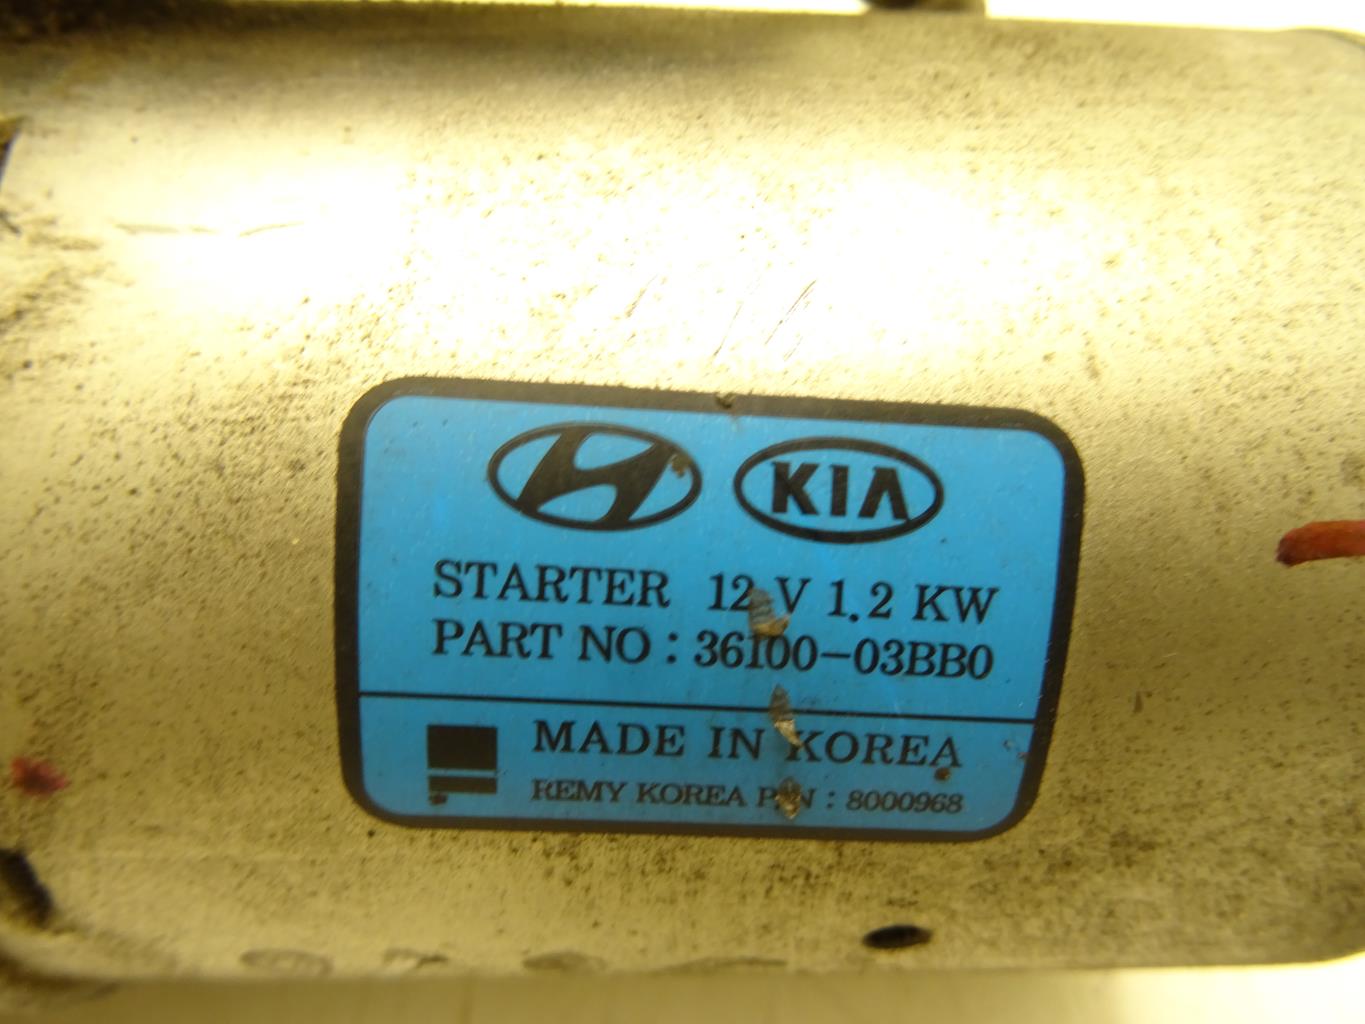 KIA
STARTER 12 V 1.2 KW
PART NO : 36100-03BB0
MADE IN KOREA
REMY KOREA P/N : 8000968